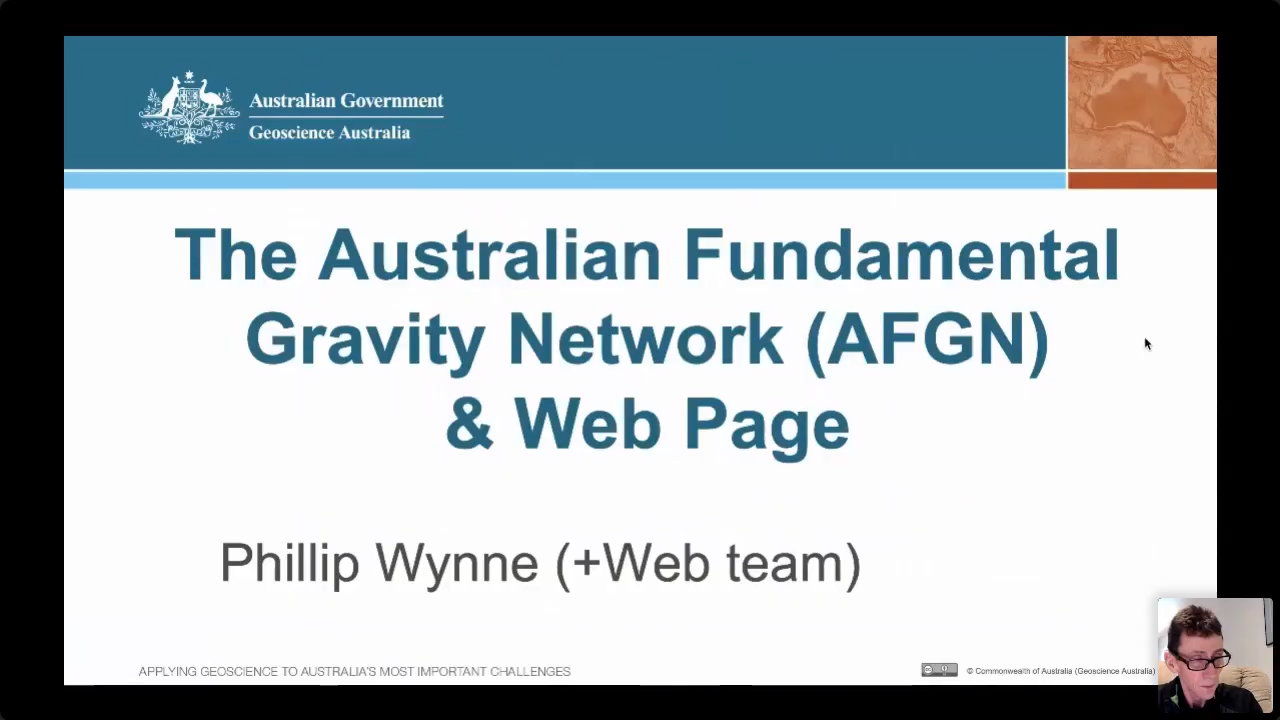 Australian Government
Geoscience Australia
The Australian Fundamental
Gravity Network (AFGN)
& Web Page
Phillip Wynne (+Web team)
APPLYING GEOSCIENCE TO AUSTRALIA'S MOST IMPORTANT CHALLENGES
© Commonwealth of Australia (Geoscience Australia)